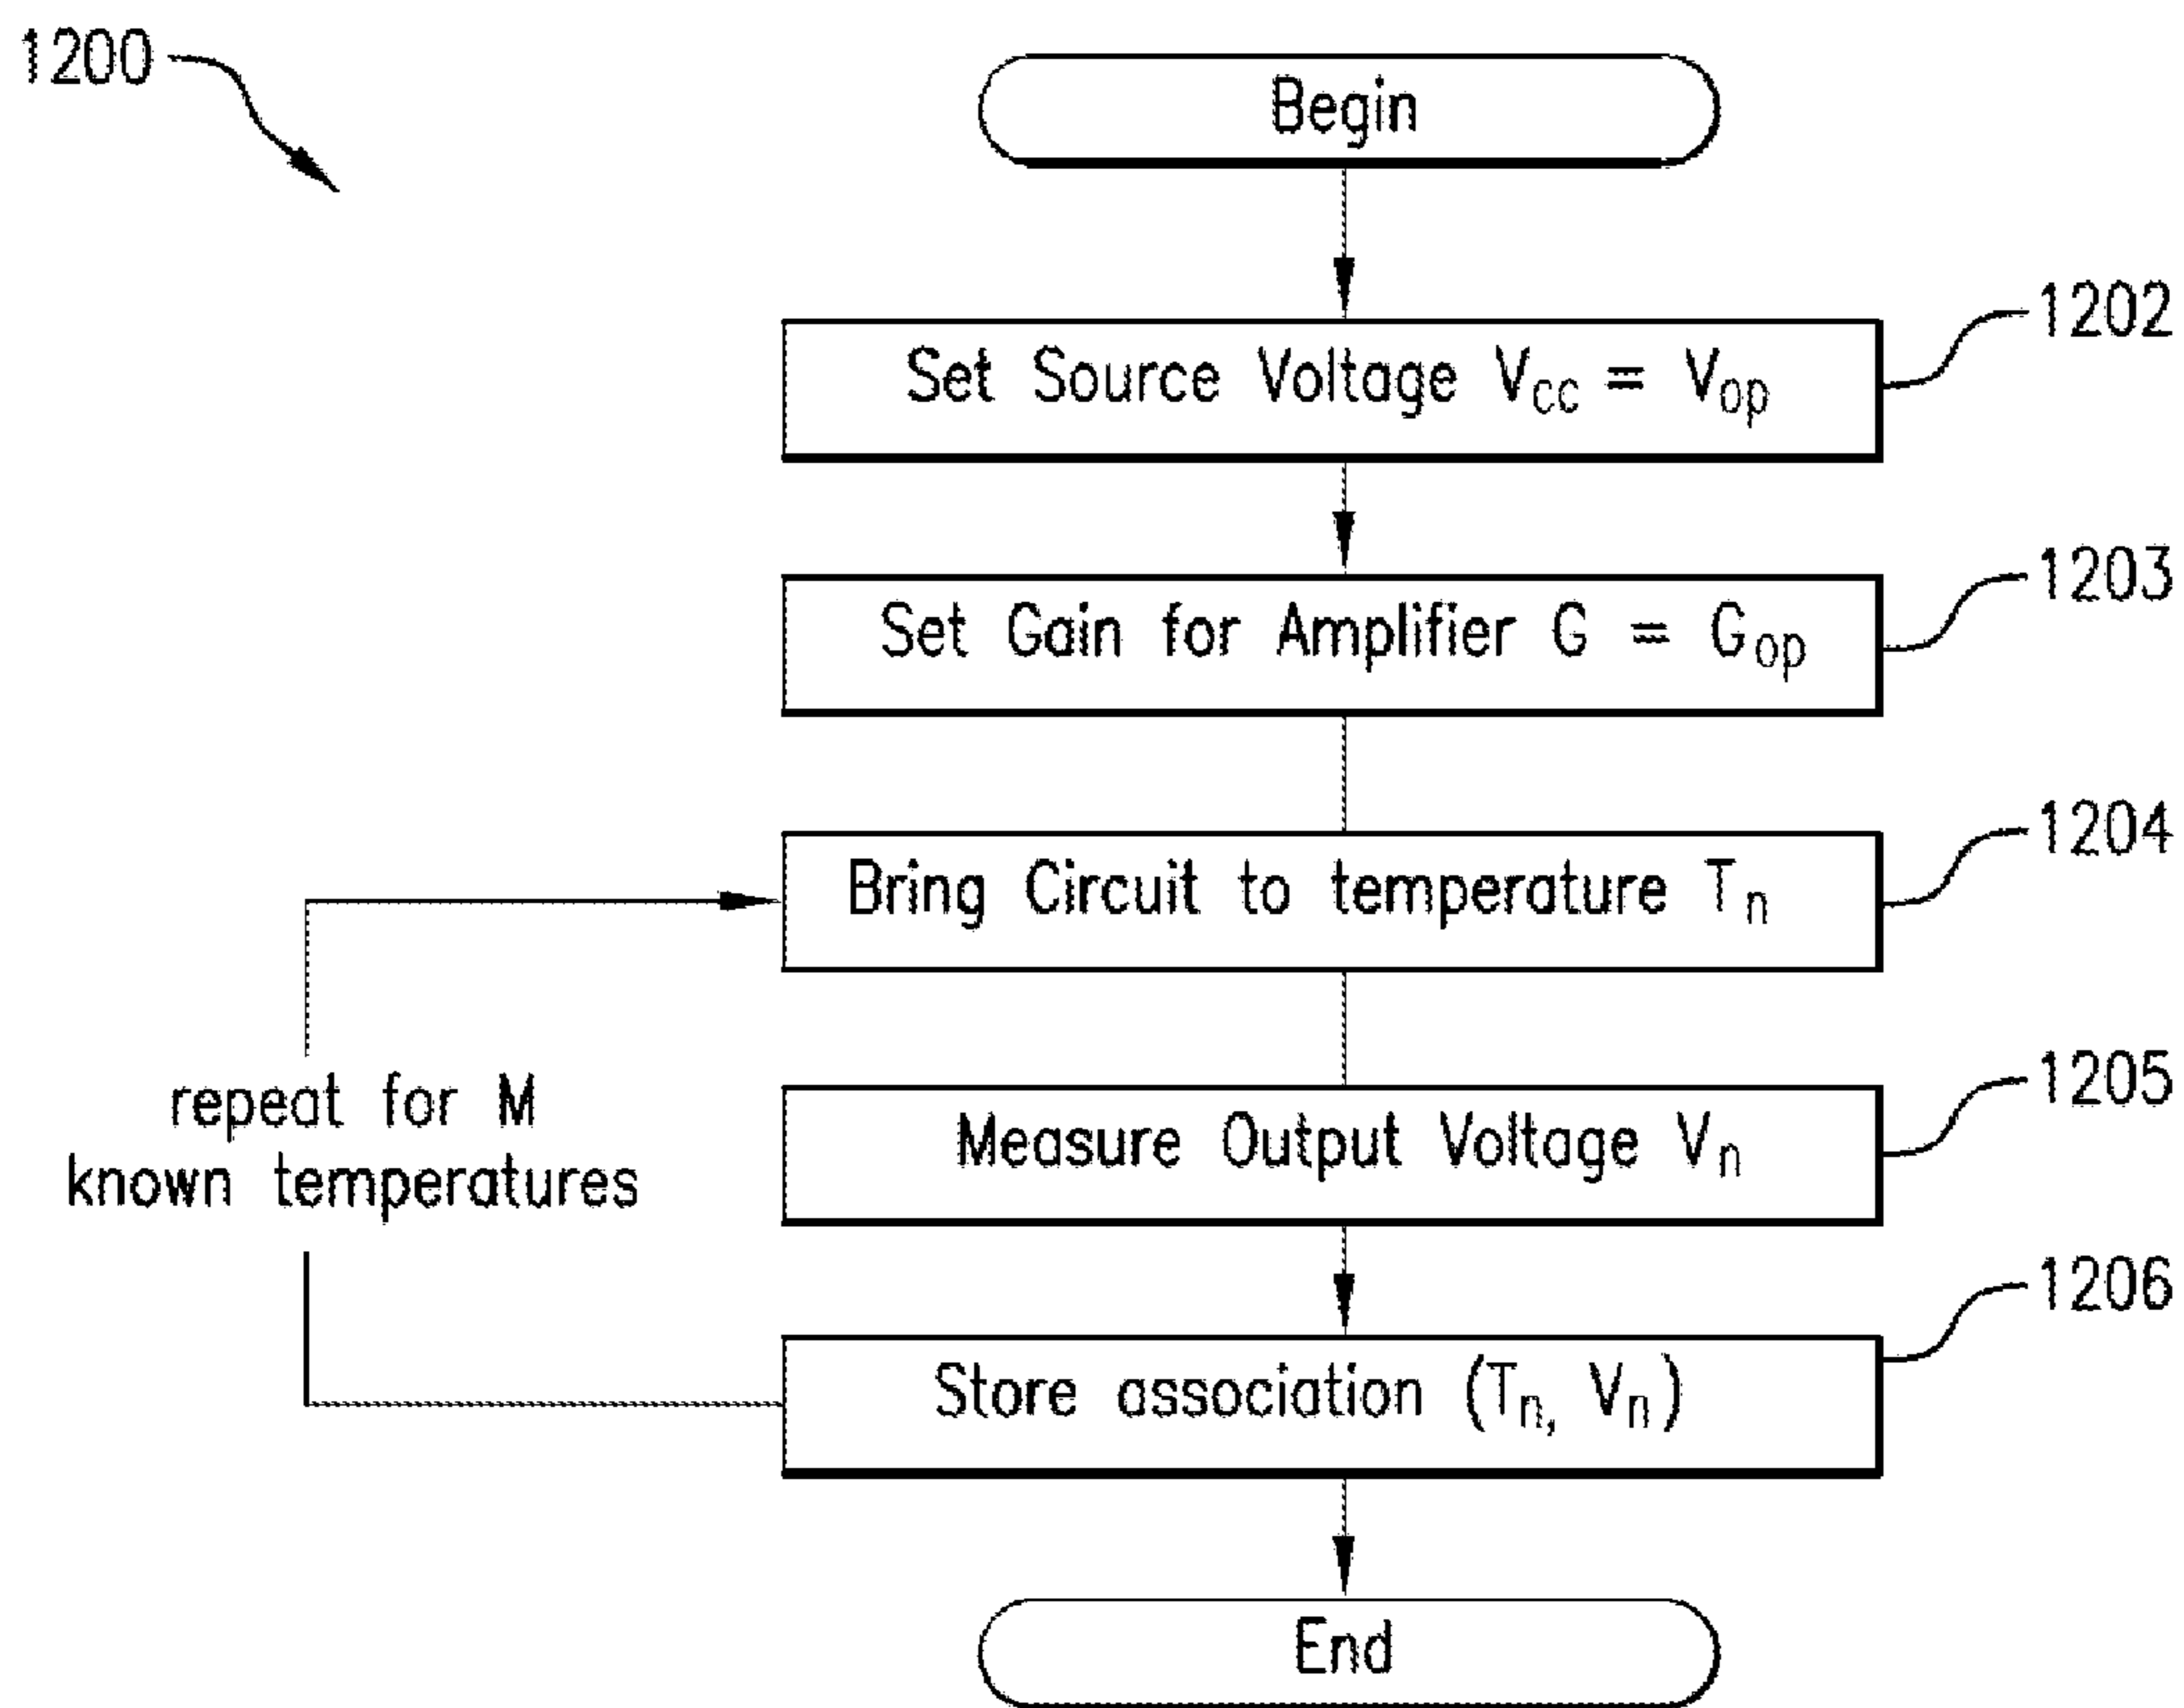 1200
Begin
1202
Set Source Voltage Vcc = Vop
1203
Set Gain for Amplifier G = Gop
1204
Bring Circuit to temperature Tn
1205
Measure Output Voltage Vn
repeat for M
known temperatures
1206
Store association (Tn, Vn)
End